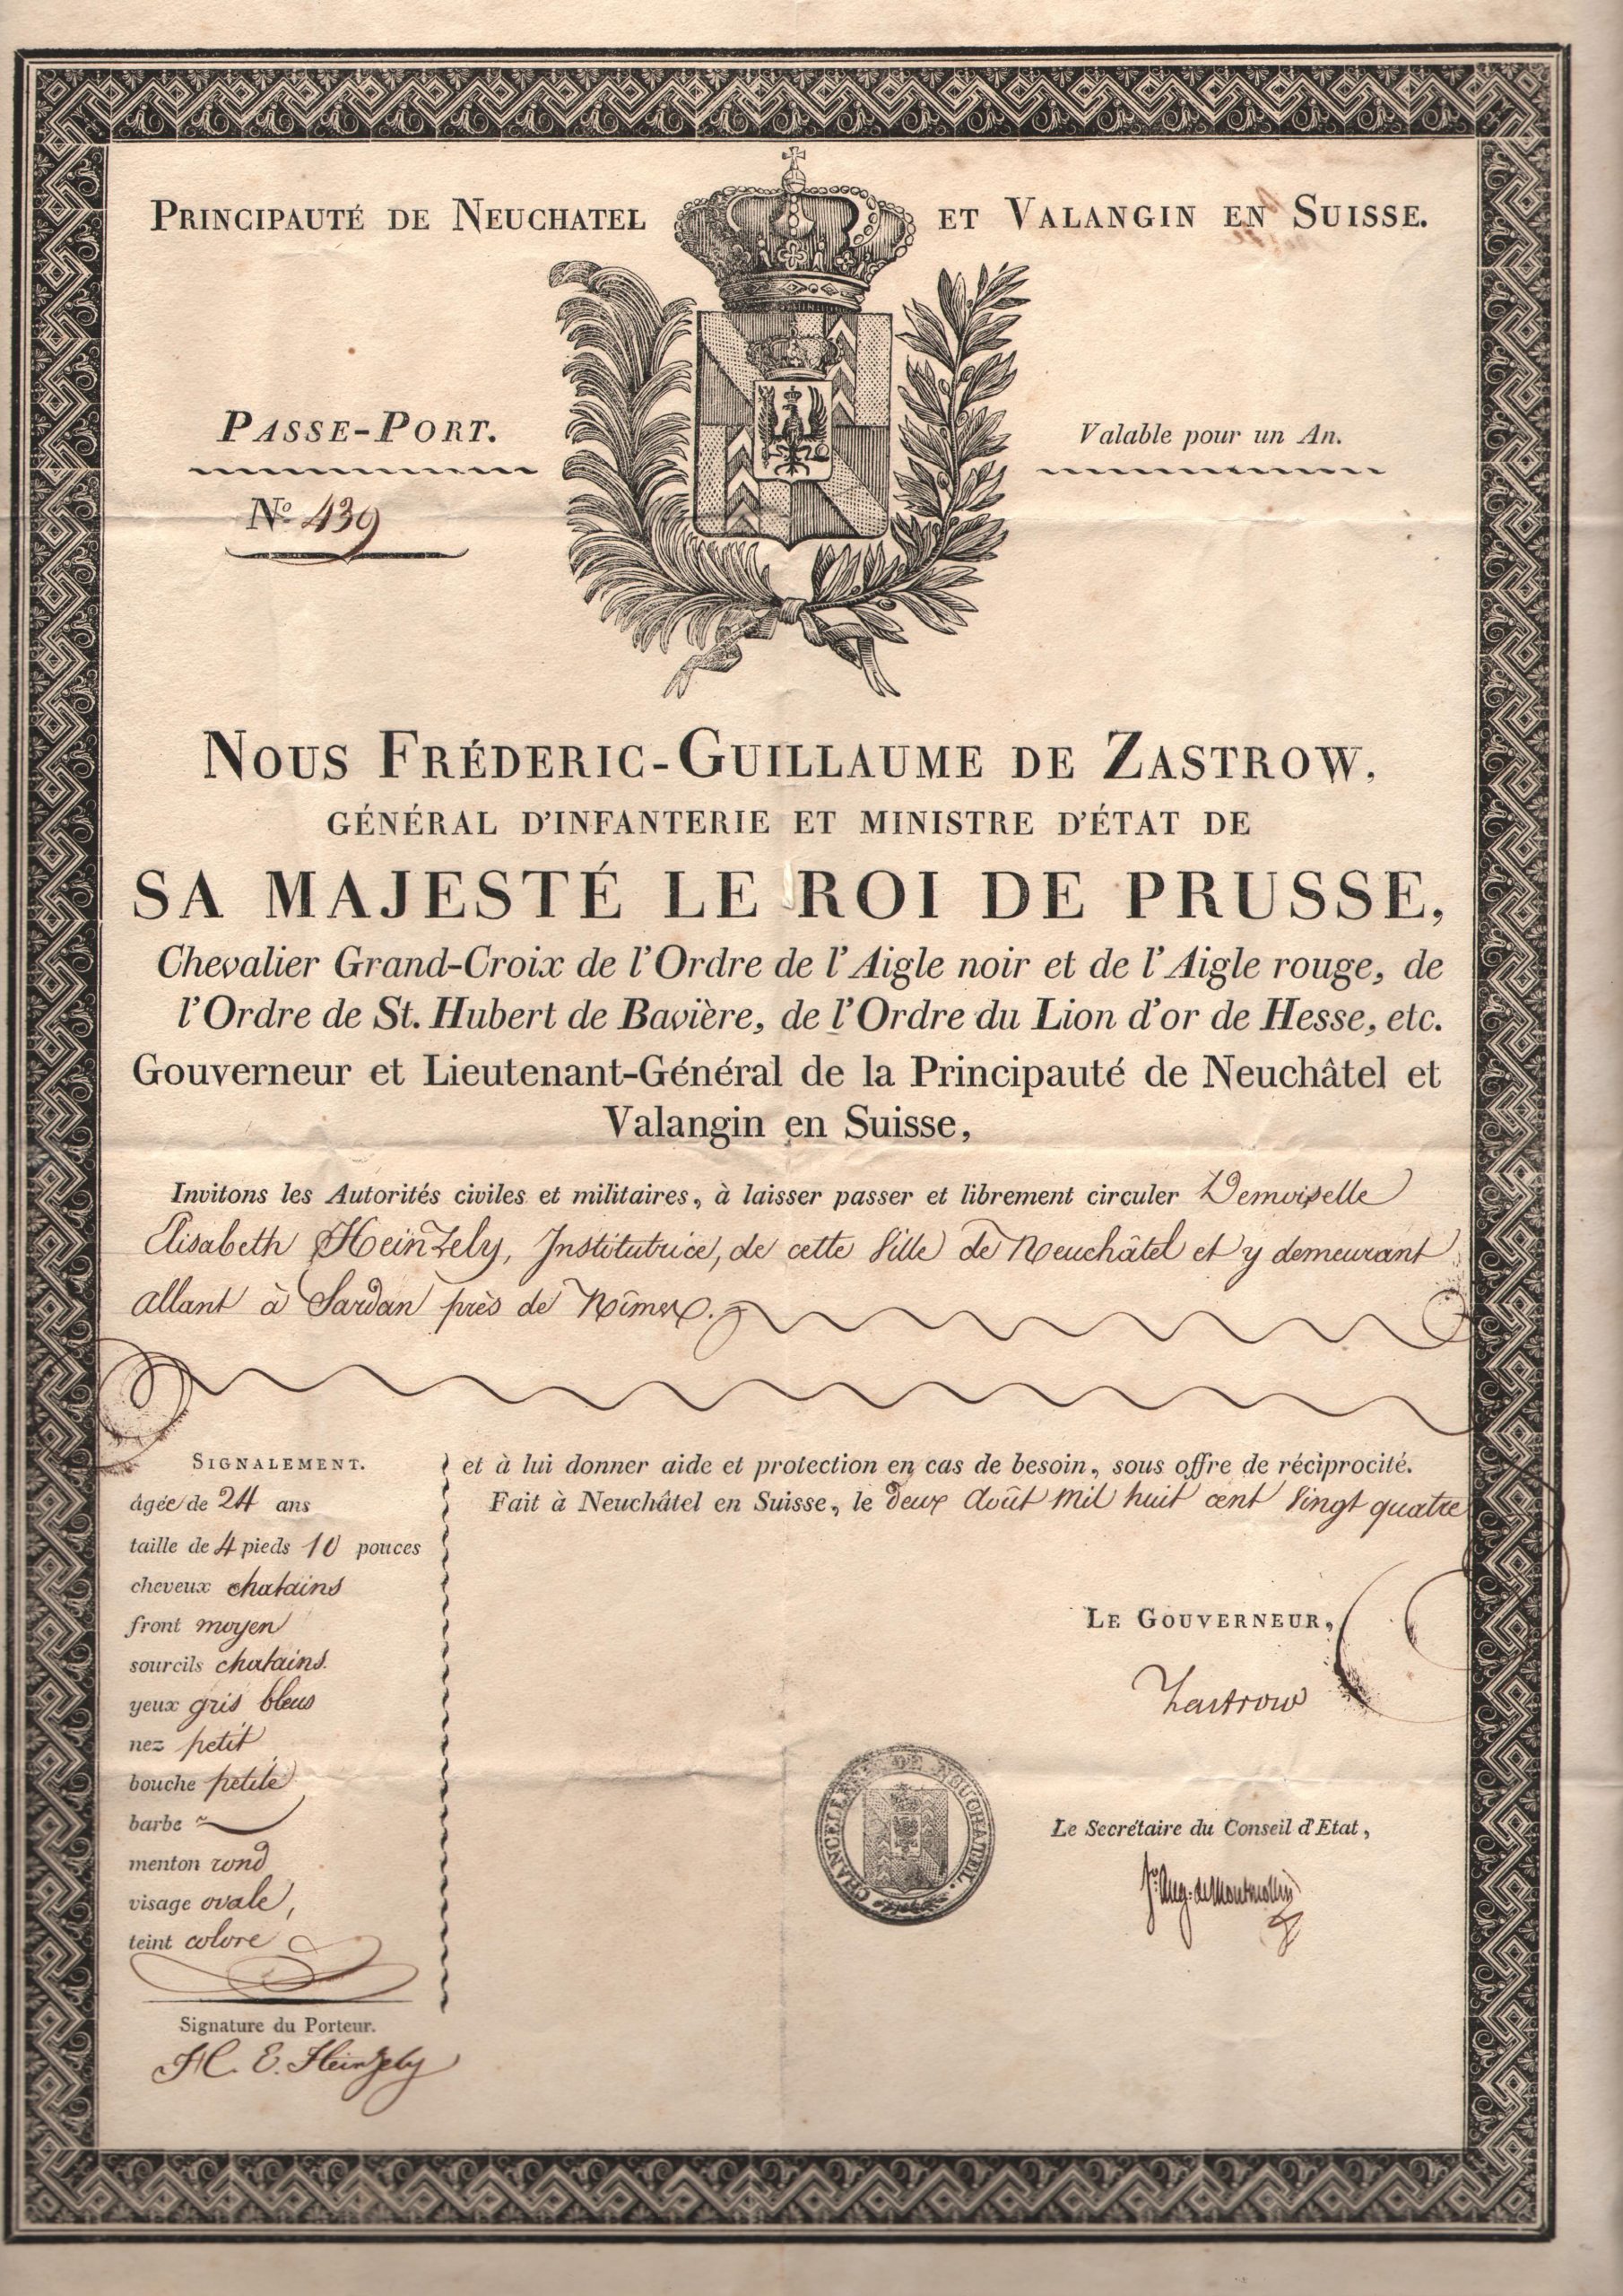 PRINCIPAUTÉ DE NEUCHATEL ET VALANGIN EN SUISSE.
PASSE-PORT.
Valable pour un An.
Nº 439
NOUS FRÉDERIC-GUILLAUME DE ZASTROW,
GÉNÉRAL D'INFANTERIE ET MINISTRE D'ÉTAT DE
SA MAJESTÉ LE ROI DE PRUSSE,
Chevalier Grand-Croix de l'Ordre de l'Aigle noir et de l'Aigle rouge, de
l'Ordre de St. Hubert de Bavière, de l'Ordre du Lion d'or de Hesse, etc.
Gouverneur et Lieutenant-Général de la Principauté de Neuchâtel et
Valangin en Suisse,
Invitons les Autorités civiles et militaires, à laisser passer et librement circuler Demoiselle
Elisabeth Heinzely, Institutrice, de cette Ville de Neuchâtel et y demeurant
allant à Sardan près de Nîmes.
SIGNALEMENT.
âgée de 24 ans
taille de 4 pieds 10 pouces
cheveux chatains
front moyen
sourcils chatains.
yeux gris bleus
nez petit
bouche petite
barbe
menton rond
visage ovale,
teint coloré
Signature du Porteur.
H. E. Heinzely
et à lui donner aide et protection en cas de besoin, sous offre de réciprocité.
Fait à Neuchâtel en Suisse, le deux Août mil huit cent vingt quatre
LE GOUVERNEUR,
Zastrow
CHANCELLERIE DE NEUCHATEL.
Le Secrétaire du Conseil d'Etat,
Aug. de Montmollin